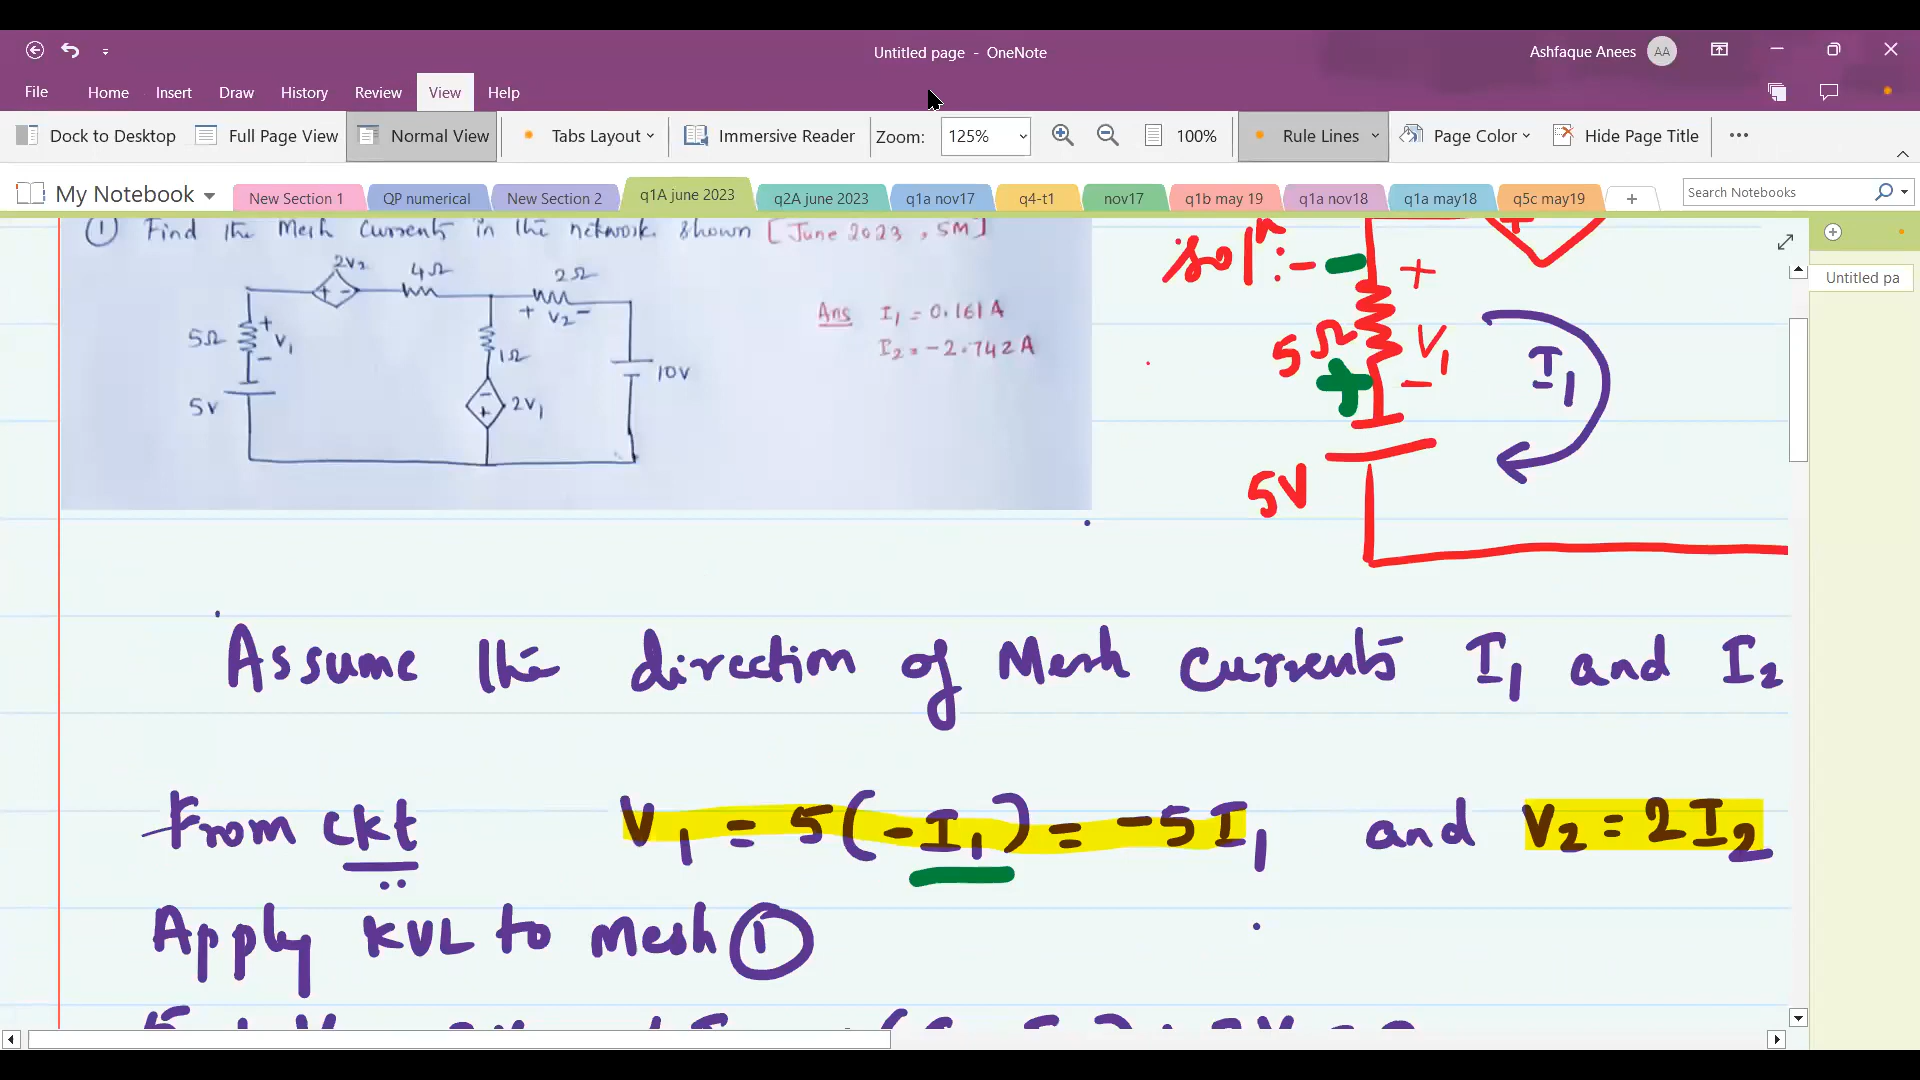 Untitled page - OneNote
Ashfaque Anees AA
File Home Insert Draw History Review View Help
Dock to Desktop Full Page View Normal View Tabs Layout Immersive Reader Zoom: 125% 100% Rule Lines Page Color Hide Page Title
My Notebook New Section 1 QP numerical New Section 2 q1A june 2023 q2A june 2023 q1a nov17 q4-t1 nov17 q1b may 19 q1a nov18 q1a may18 q5c may19 Search Notebooks
Untitled pa
① Find the Mesh Currents in the network shown [June 2023, 5M]
2V₂ 4Ω 2Ω
+ -
+ V₂ -
5Ω + V₁ -
1Ω
10V
5V
- + 2V₁
Ans I₁ = 0.161 A
I₂ = -2.742 A
solⁿ:-
- +
5Ω V₁ I₁
+ -
5V
Assume the direction of Mesh Currents I₁ and I₂
From ckt V₁ = 5(-I₁) = -5I₁ and V₂ = 2I₂
Apply KVL to mesh ①